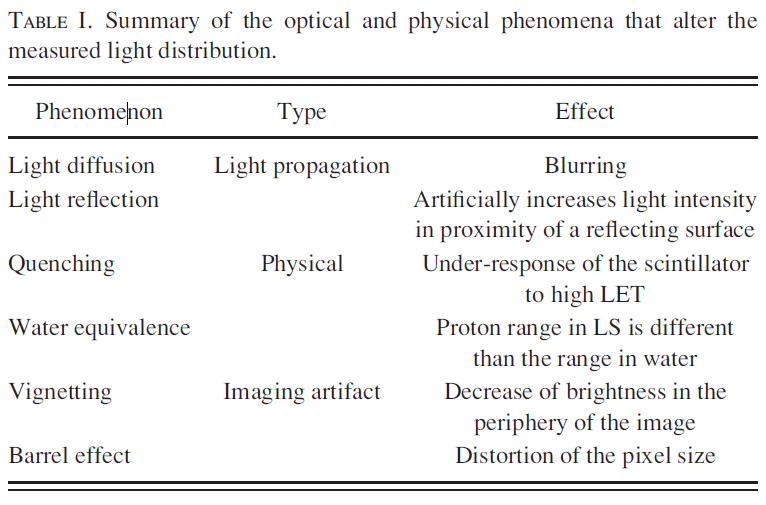 TABLE I. Summary of the optical and physical phenomena that alter the
measured light distribution.
Phenomenon Type Effect
Light diffusion Light propagation Blurring
Light reflection Artificially increases light intensity
in proximity of a reflecting surface
Quenching Physical Under-response of the scintillator
to high LET
Water equivalence Proton range in LS is different
than the range in water
Vignetting Imaging artifact Decrease of brightness in the
periphery of the image
Barrel effect Distortion of the pixel size